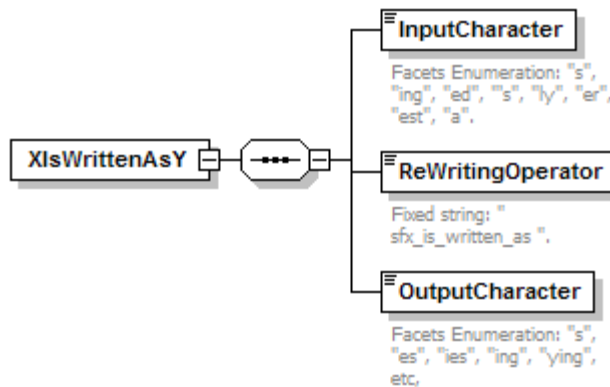 InputCharacter
Facets Enumeration: "s",
"ing", "ed", "'s", "ly", "er",
"est", "a".
XIsWrittenAsY
ReWritingOperator
Fixed string: "
sfx_is_written_as ".
OutputCharacter
Facets Enumeration: "s",
"es", "ies", "ing", "ying",
etc,